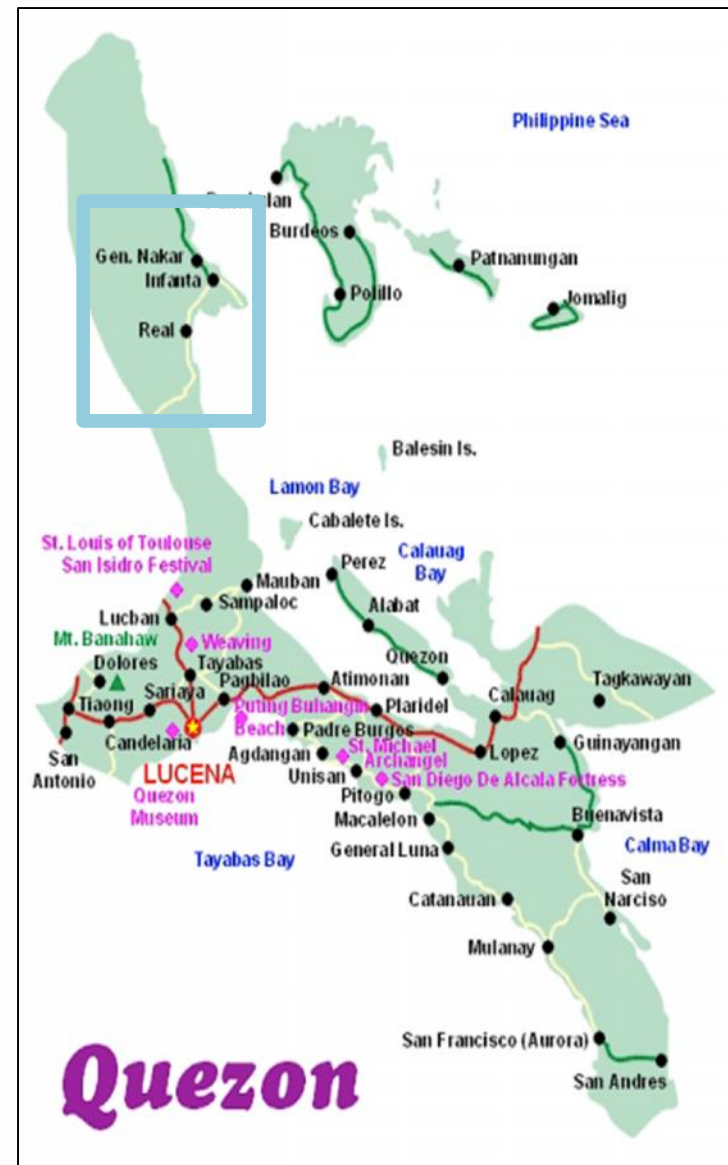 Philippine Sea
lan
Burdeos
Gen. Nakar
Patnanungan
Infanta
Polillo
Jomalig
Real
Balesin Is.
Lamon Bay
Cabalete Is.
St. Louis of Toulouse
San Isidro Festival
Perez
Calauag
Bay
Mauban
Sampaloc
Alabat
Lucban
Mt. Banahaw
Weaving
Quezon
Dolores
Tayabas
Tagkawayan
Pagbilao
Atimonan
Sariaya
Calauag
Tiaong
Puting Buhangin
Beach
Plaridel
Padre Burgos
Guinayangan
Candelaria
St. Michael
Archangel
Lopez
Agdangan
San
Antonio
LUCENA
Unisan
San Diego De Alcala Fortress
Quezon
Museum
Pitogo
Macalelon
Buenavista
General Luna
Calma Bay
Tayabas Bay
San
Narciso
Catanauan
Mulanay
San Francisco (Aurora)
San Andres
Quezon